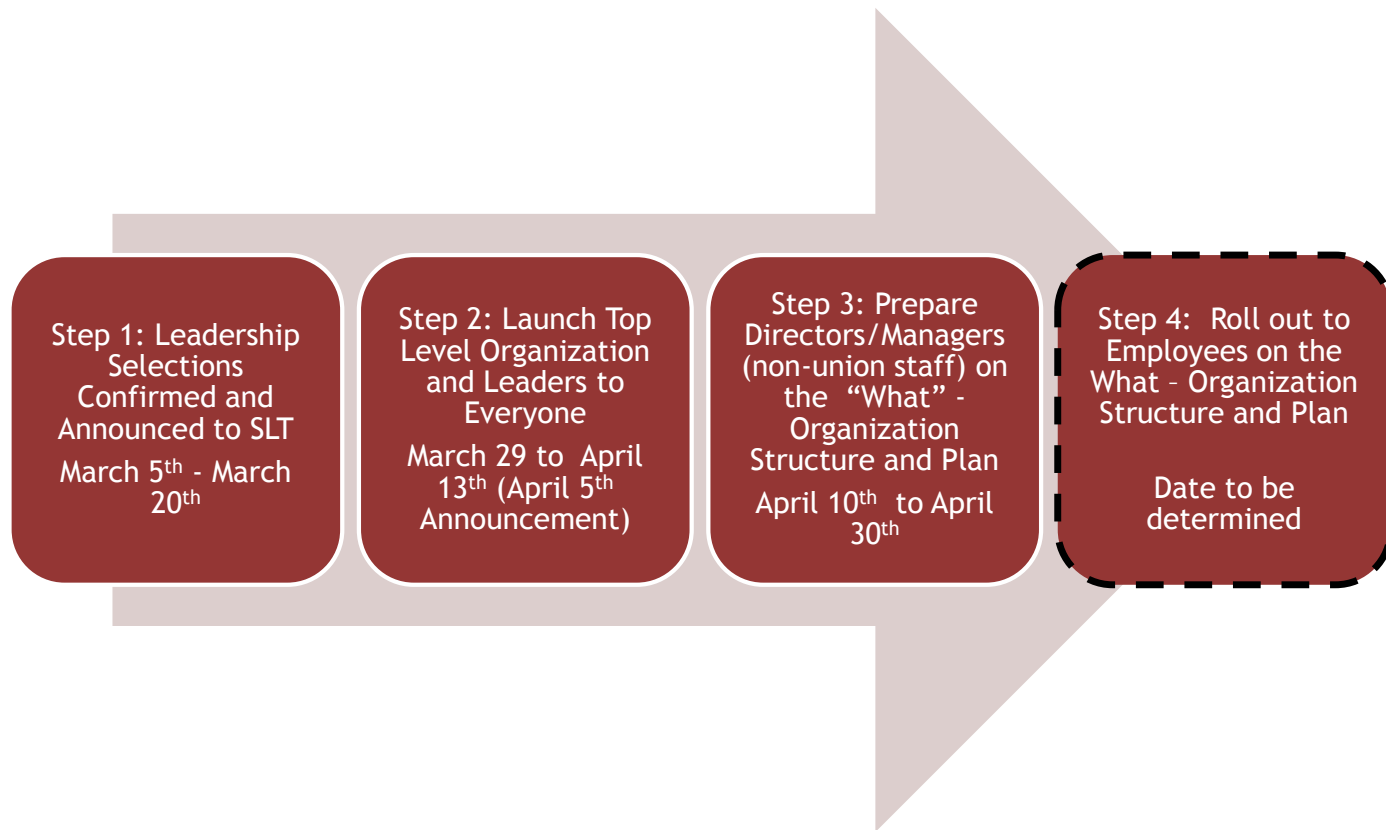 Step 1: Leadership
Selections
Confirmed and
Announced to SLT
March 5th - March
20th
Step 2: Launch Top
Level Organization
and Leaders to
Everyone
March 29 to April
13th (April 5th
Announcement)
Step 3: Prepare
Directors/Managers
(non-union staff) on
the “What” -
Organization
Structure and Plan
April 10th to April
30th
Step 4: Roll out to
Employees on the
What – Organization
Structure and Plan
Date to be
determined